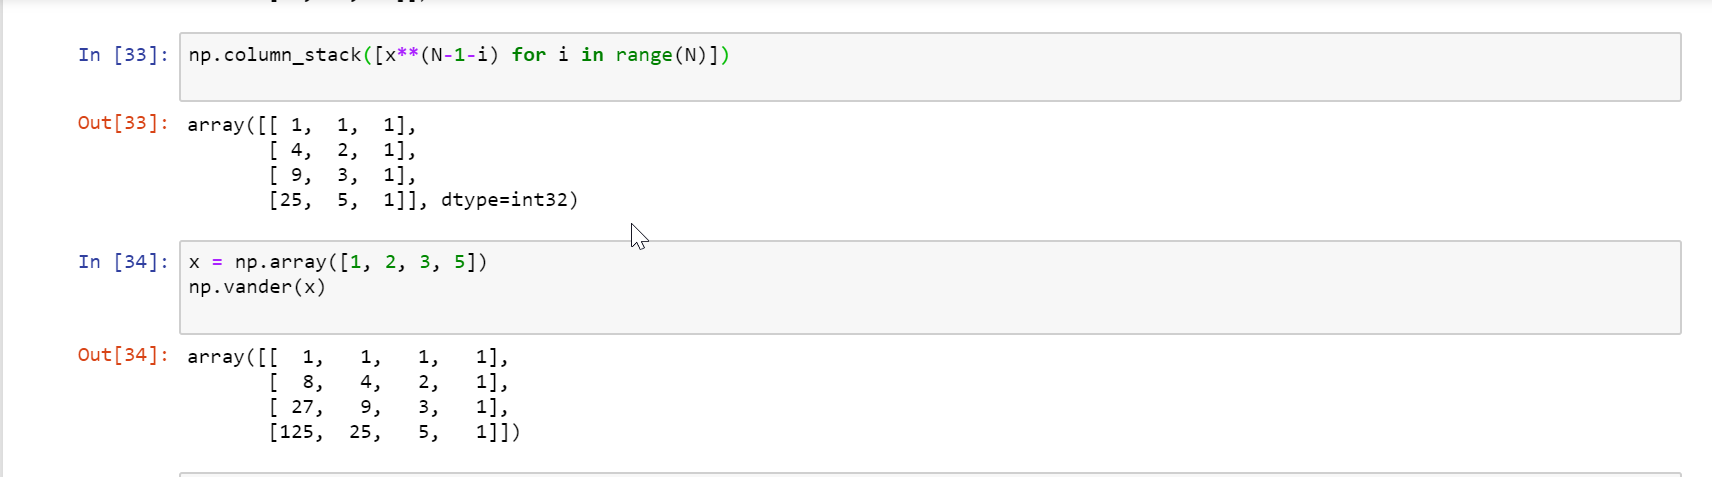 In [33]: np.column_stack([x**(N-1-i) for i in range(N)])
Out[33]: array([[ 1,  1,  1],
       [ 4,  2,  1],
       [ 9,  3,  1],
       [25,  5,  1]], dtype=int32)
In [34]: x = np.array([1, 2, 3, 5])
np.vander(x)
Out[34]: array([[  1,   1,   1,   1],
       [  8,   4,   2,   1],
       [ 27,   9,   3,   1],
       [125,  25,   5,   1]])